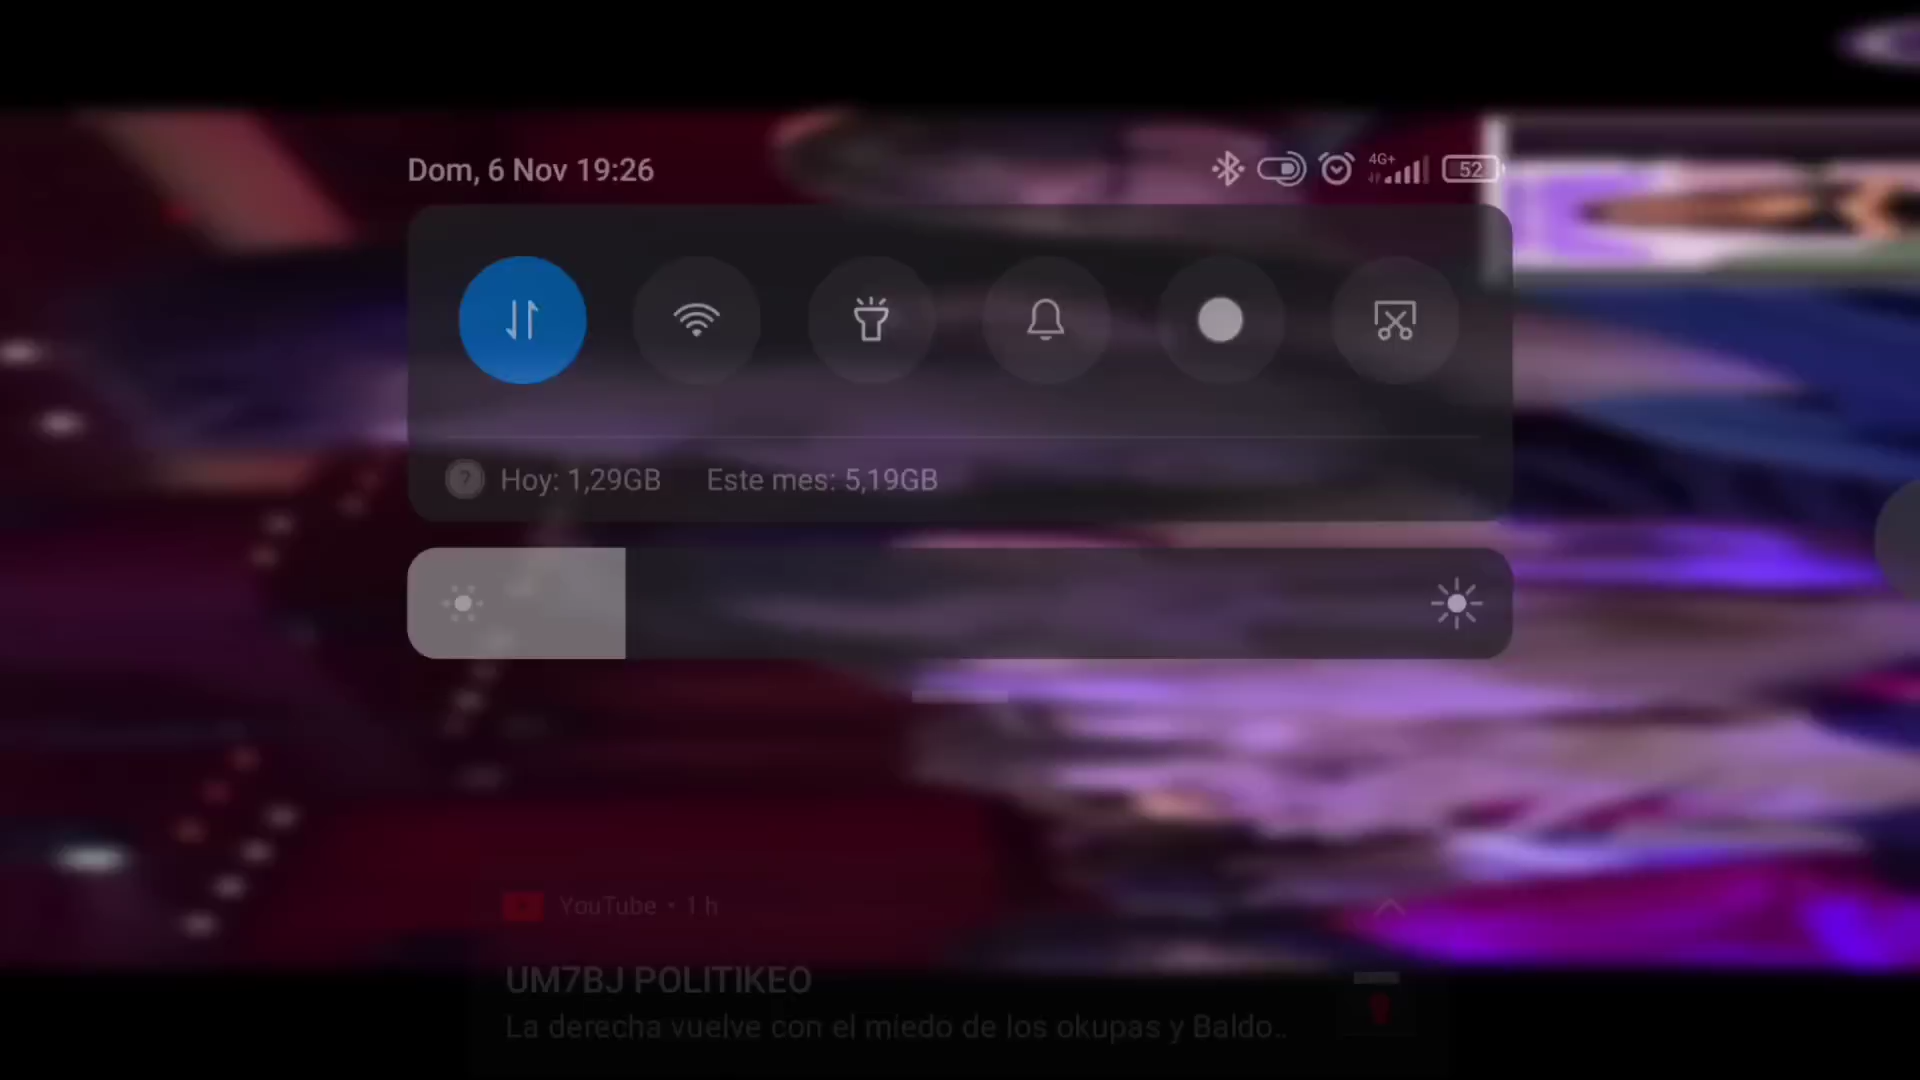 Dom, 6 Nov 19:26
4G+
52
Hoy: 1,29GB Este mes: 5,19GB
YouTube • 1 h
UM7BJ POLITIKEO
La derecha vuelve con el miedo de los okupas y Baldo..